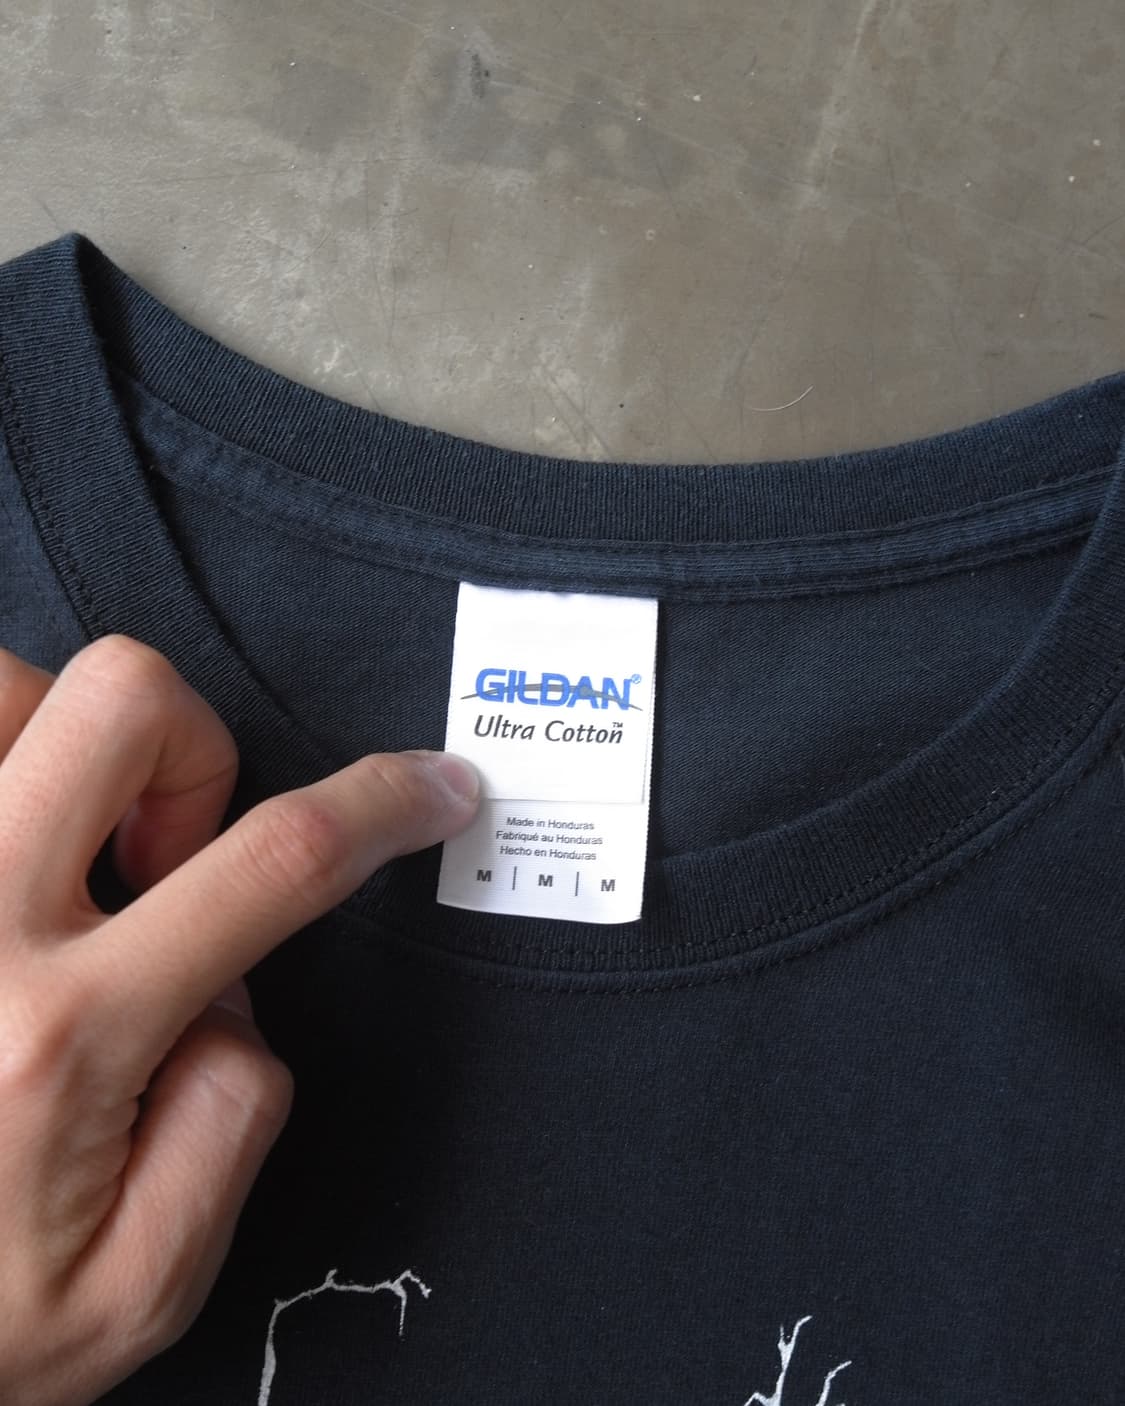 GILDAN®
Ultra Cotton™
Made in Honduras
Fabriqué au Honduras
Hecho en Honduras
M | M | M